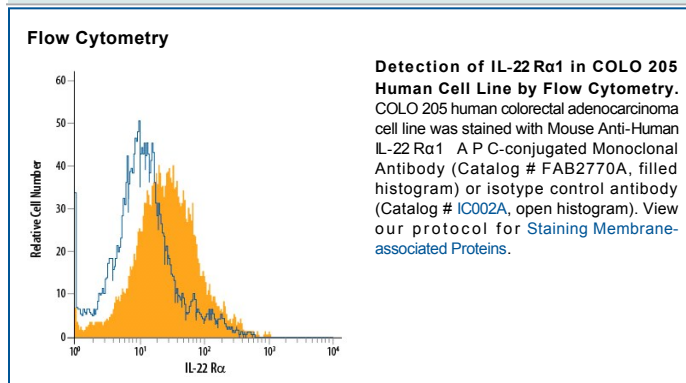 Flow Cytometry
Detection of IL-22 Rα1 in COLO 205
Human Cell Line by Flow Cytometry.
COLO 205 human colorectal adenocarcinoma
cell line was stained with Mouse Anti-Human
IL-22 Rα1 A P C-conjugated Monoclonal
Antibody (Catalog # FAB2770A, filled
histogram) or isotype control antibody
(Catalog # IC002A, open histogram). View
our protocol for Staining Membrane-
associated Proteins.
Relative Cell Number
60
50
40
30
20
10
0
10⁰ 10¹ 10² 10³ 10⁴
IL-22 Rα